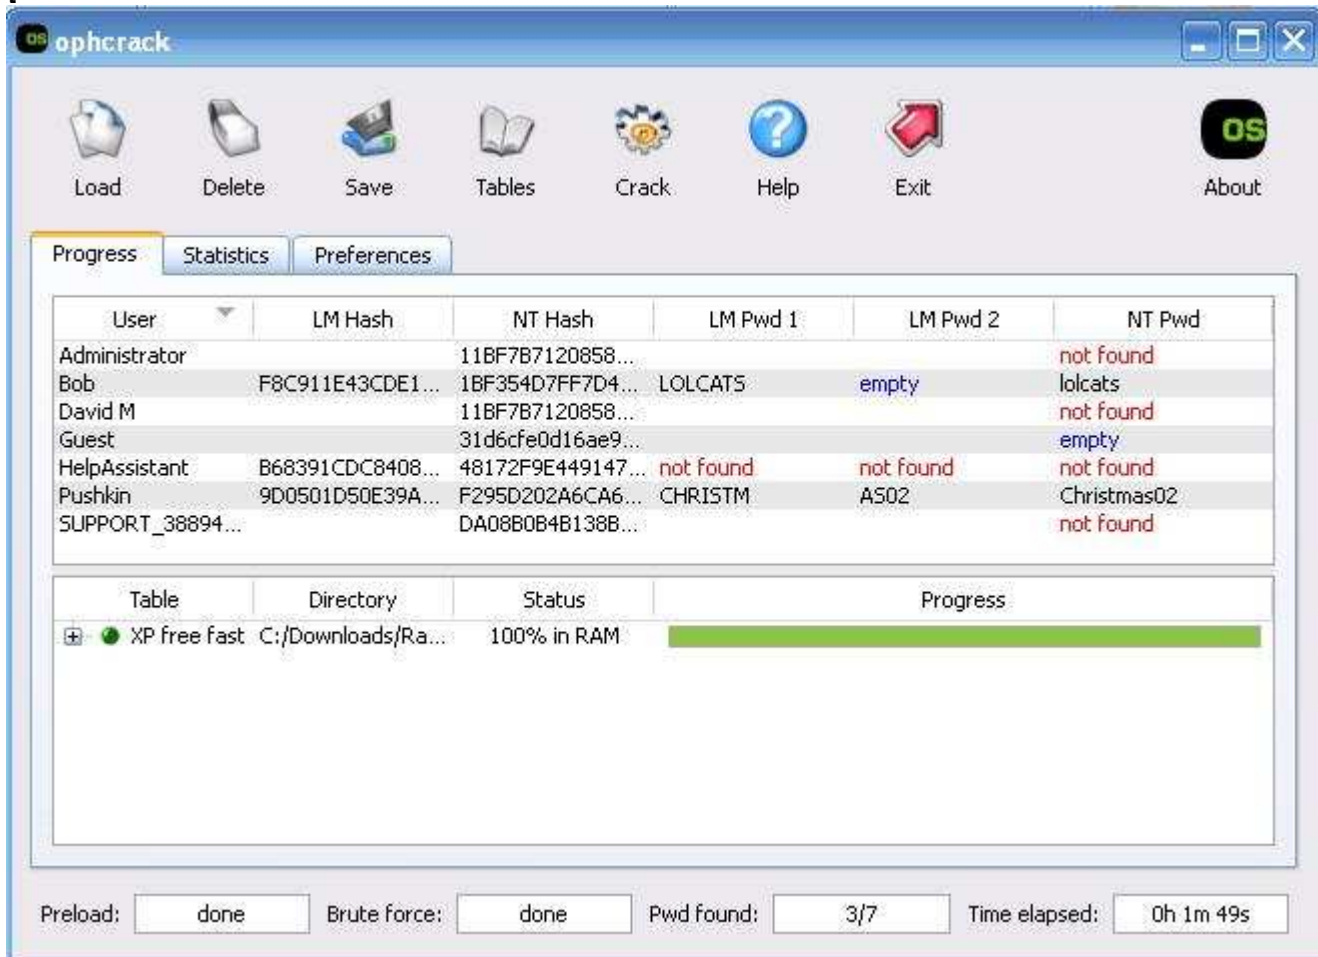 OS ophcrack
OS
Load Delete Save Tables Crack Help Exit About
Progress Statistics Preferences
User LM Hash NT Hash LM Pwd 1 LM Pwd 2 NT Pwd
Administrator 11BF7B7120858... not found
Bob F8C911E43CDE1... 1BF354D7FF7D4... LOLCATS empty lolcats
David M 11BF7B7120858... not found
Guest 31d6cfe0d16ae9... empty
HelpAssistant B68391CDC8408... 48172F9E449147... not found not found not found
Pushkin 9D0501D50E39A... F295D202A6CA6... CHRISTM AS02 Christmas02
SUPPORT_38894... DA08B0B4B138B... not found
Table Directory Status Progress
XP free fast C:/Downloads/Ra... 100% in RAM
Preload: done Brute force: done Pwd found: 3/7 Time elapsed: 0h 1m 49s